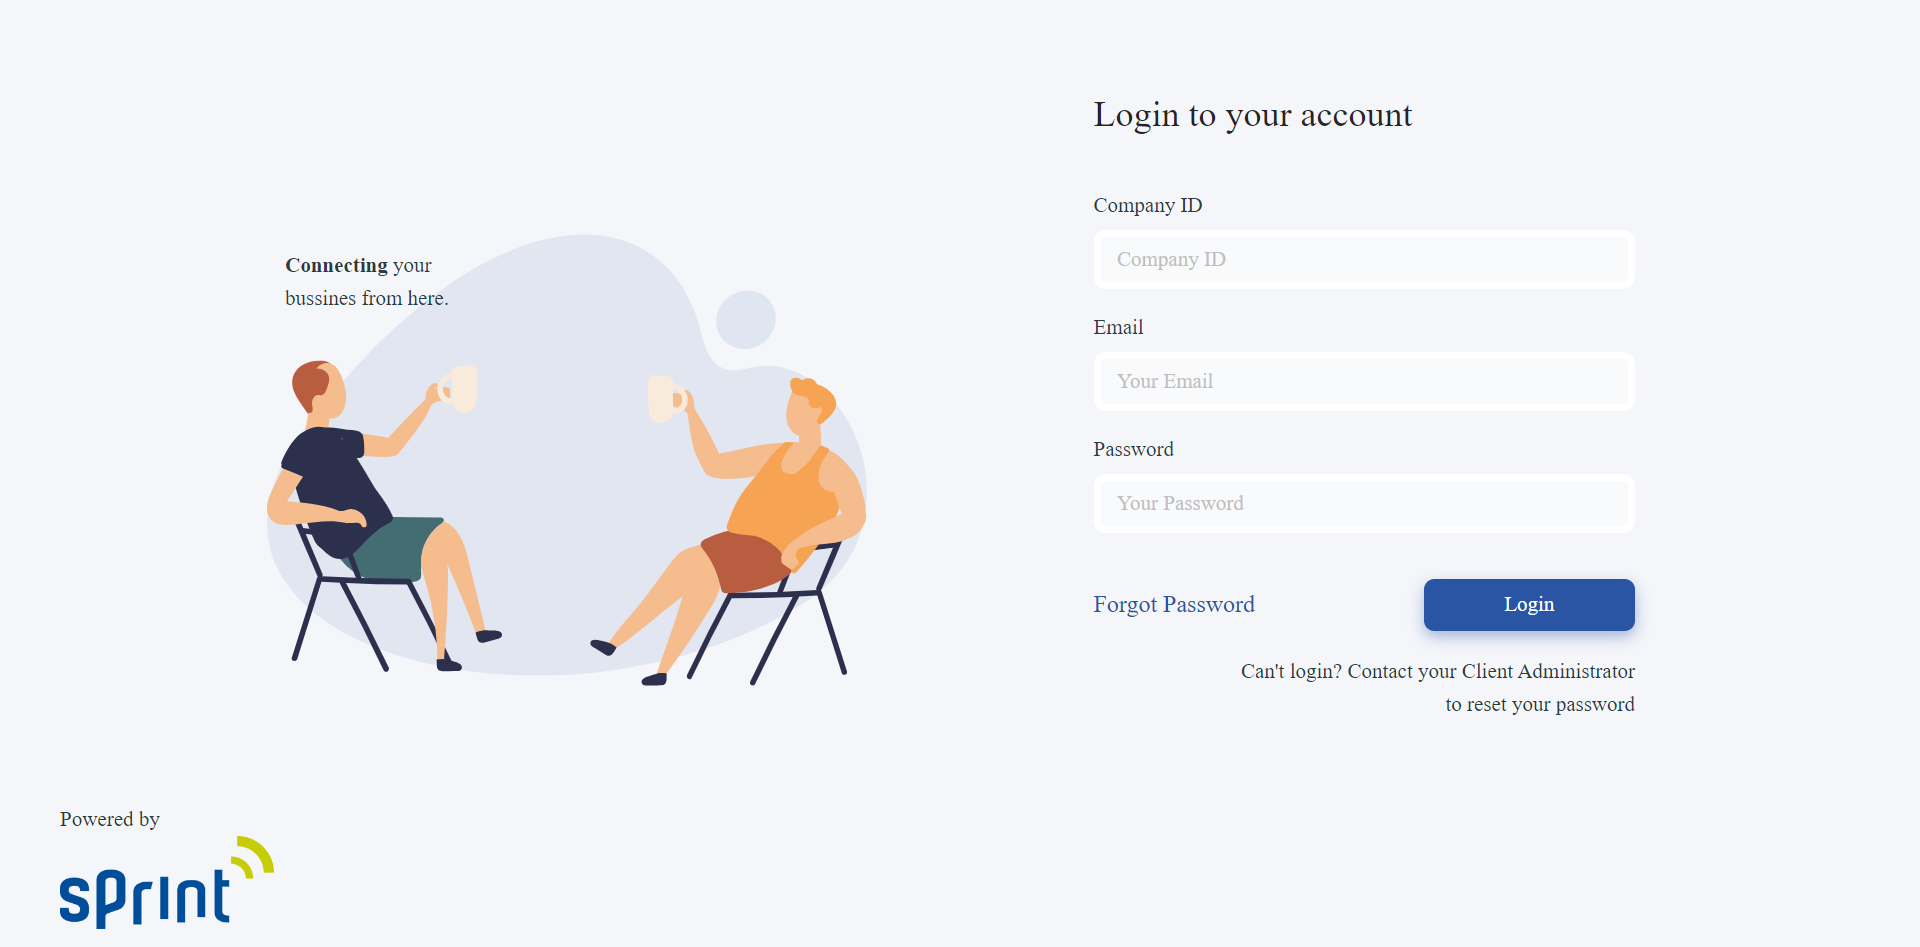 Connecting your
bussines from here.
Powered by
sprint
Login to your account
Company ID
Company ID
Email
Your Email
Password
Your Password
Forgot Password
Login
Can't login? Contact your Client Administrator
to reset your password